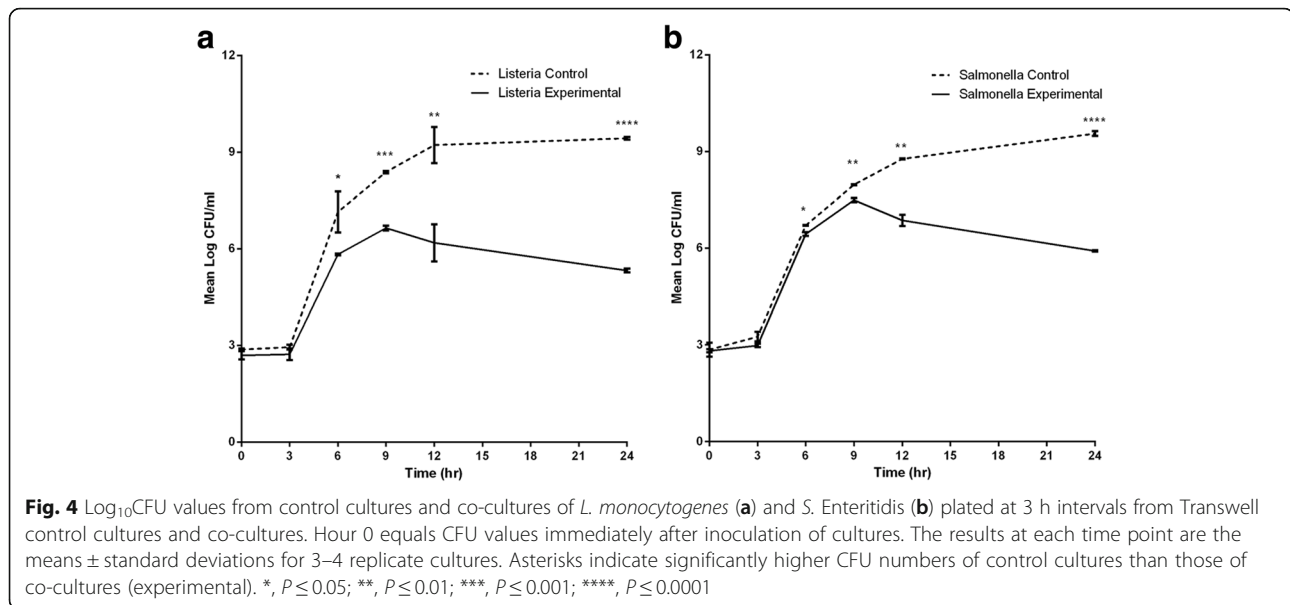 a
12
9
6
3
0
Mean Log CFU/ml
Listeria Control
Listeria Experimental
*
***
**
****
0 3 6 9 12 15 18 21 24
Time (hr)
b
12
9
6
3
0
Mean Log CFU/ml
Salmonella Control
Salmonella Experimental
*
**
**
****
0 3 6 9 12 15 18 21 24
Time (hr)
Fig. 4 Log₁₀CFU values from control cultures and co-cultures of L. monocytogenes (a) and S. Enteritidis (b) plated at 3 h intervals from Transwell
control cultures and co-cultures. Hour 0 equals CFU values immediately after inoculation of cultures. The results at each time point are the
means ± standard deviations for 3–4 replicate cultures. Asterisks indicate significantly higher CFU numbers of control cultures than those of
co-cultures (experimental). *, P ≤ 0.05; **, P ≤ 0.01; ***, P ≤ 0.001; ****, P ≤ 0.0001